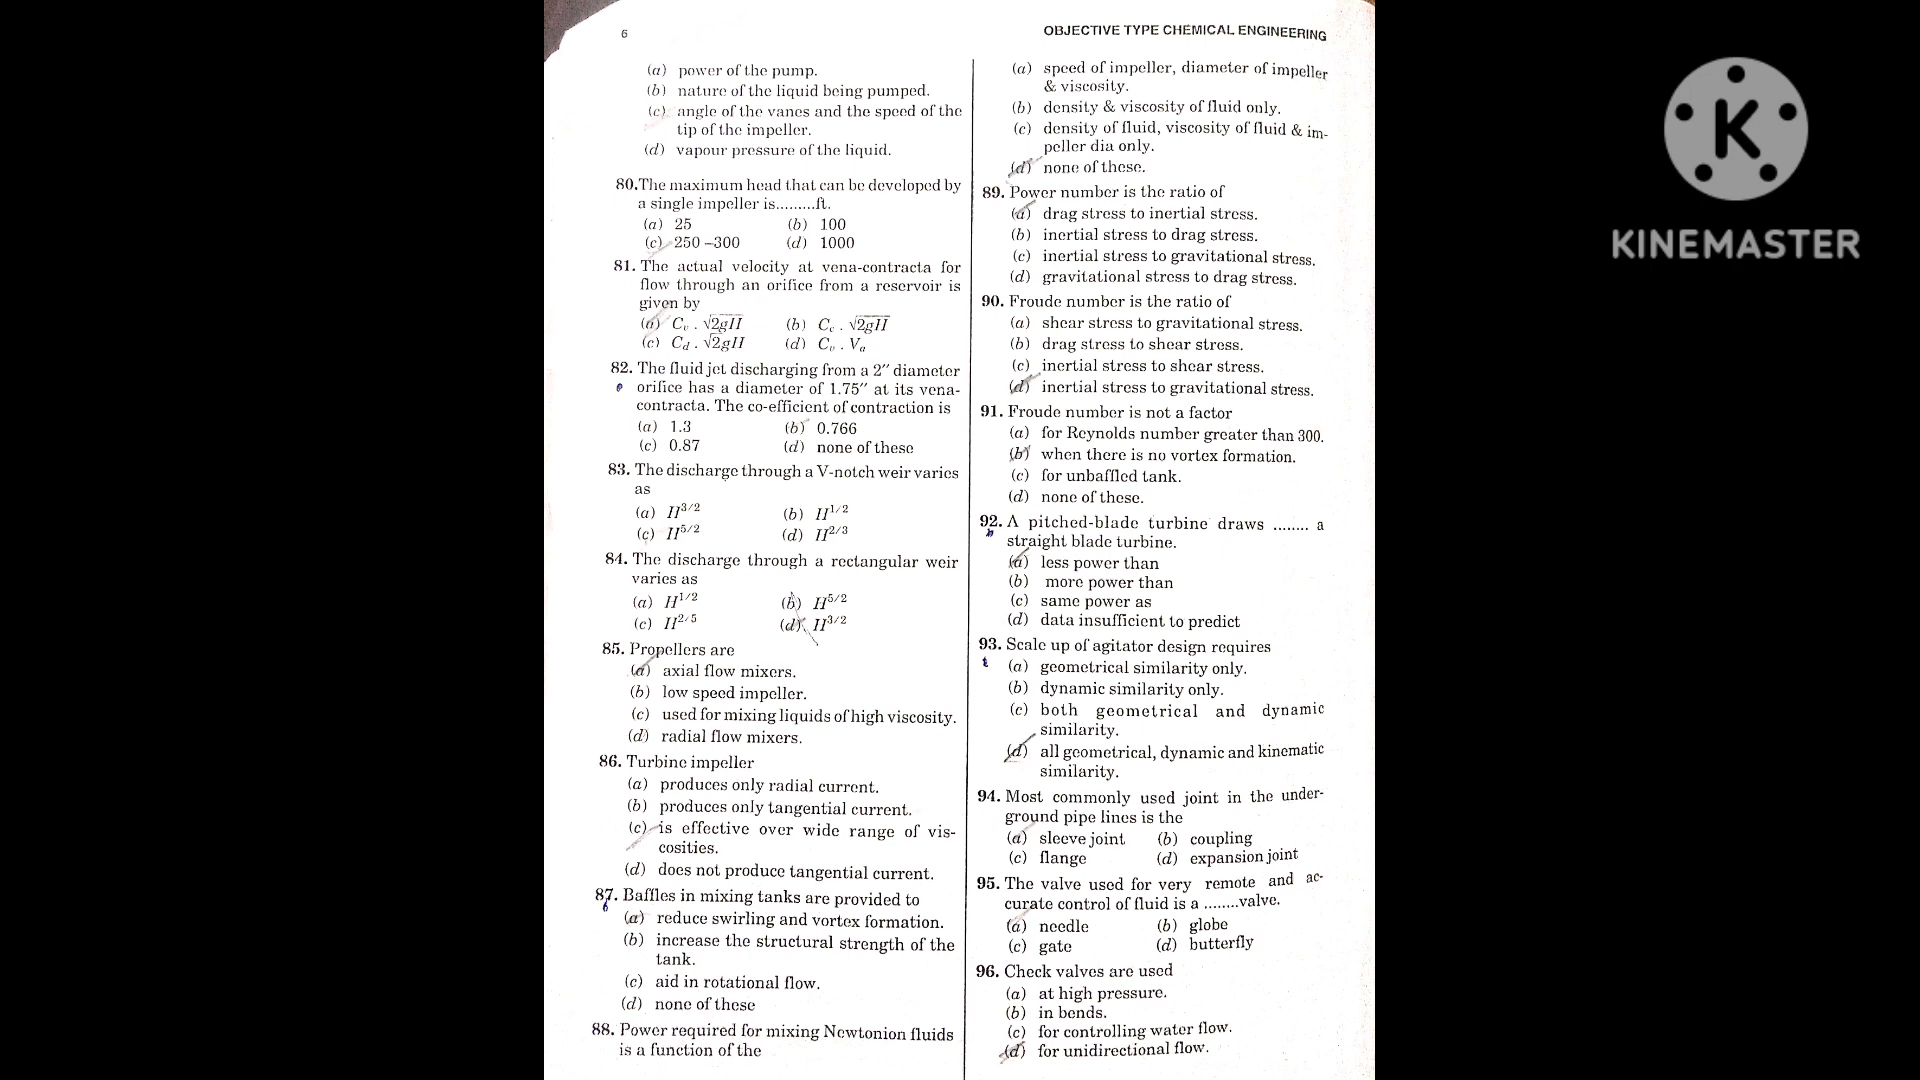 6
OBJECTIVE TYPE CHEMICAL ENGINEERING
(a) power of the pump.
(b) nature of the liquid being pumped.
(c) angle of the vanes and the speed of the
tip of the impeller.
(d) vapour pressure of the liquid.
80. The maximum head that can be developed by
a single impeller is.........ft.
(a) 25 (b) 100
(c) 250 – 300 (d) 1000
81. The actual velocity at vena-contracta for
flow through an orifice from a reservoir is
given by
(a) Cv . √2gH (b) Cc . √2gH
(c) Cd . √2gH (d) Cv . Va
82. The fluid jet discharging from a 2″ diameter
orifice has a diameter of 1.75″ at its vena-
contracta. The co-efficient of contraction is
(a) 1.3 (b) 0.766
(c) 0.87 (d) none of these
83. The discharge through a V-notch weir varies
as
(a) H^3/2 (b) H^1/2
(c) H^5/2 (d) H^2/3
84. The discharge through a rectangular weir
varies as
(a) H^1/2 (b) H^5/2
(c) H^2/5 (d) H^3/2
85. Propellers are
(a) axial flow mixers.
(b) low speed impeller.
(c) used for mixing liquids of high viscosity.
(d) radial flow mixers.
86. Turbine impeller
(a) produces only radial current.
(b) produces only tangential current.
(c) is effective over wide range of vis-
cosities.
(d) does not produce tangential current.
87. Baffles in mixing tanks are provided to
(a) reduce swirling and vortex formation.
(b) increase the structural strength of the
tank.
(c) aid in rotational flow.
(d) none of these
88. Power required for mixing Newtonion fluids
is a function of the
(a) speed of impeller, diameter of impeller
& viscosity.
(b) density & viscosity of fluid only.
(c) density of fluid, viscosity of fluid & im-
peller dia only.
(d) none of these.
89. Power number is the ratio of
(a) drag stress to inertial stress.
(b) inertial stress to drag stress.
(c) inertial stress to gravitational stress.
(d) gravitational stress to drag stress.
90. Froude number is the ratio of
(a) shear stress to gravitational stress.
(b) drag stress to shear stress.
(c) inertial stress to shear stress.
(d) inertial stress to gravitational stress.
91. Froude number is not a factor
(a) for Reynolds number greater than 300.
(b) when there is no vortex formation.
(c) for unbaffled tank.
(d) none of these.
92. A pitched-blade turbine draws ........ a
straight blade turbine.
(a) less power than
(b) more power than
(c) same power as
(d) data insufficient to predict
93. Scale up of agitator design requires
(a) geometrical similarity only.
(b) dynamic similarity only.
(c) both geometrical and dynamic
similarity.
(d) all geometrical, dynamic and kinematic
similarity.
94. Most commonly used joint in the under-
ground pipe lines is the
(a) sleeve joint (b) coupling
(c) flange (d) expansion joint
95. The valve used for very remote and ac-
curate control of fluid is a ........valve.
(a) needle (b) globe
(c) gate (d) butterfly
96. Check valves are used
(a) at high pressure.
(b) in bends.
(c) for controlling water flow.
(d) for unidirectional flow.
K
KINEMASTER